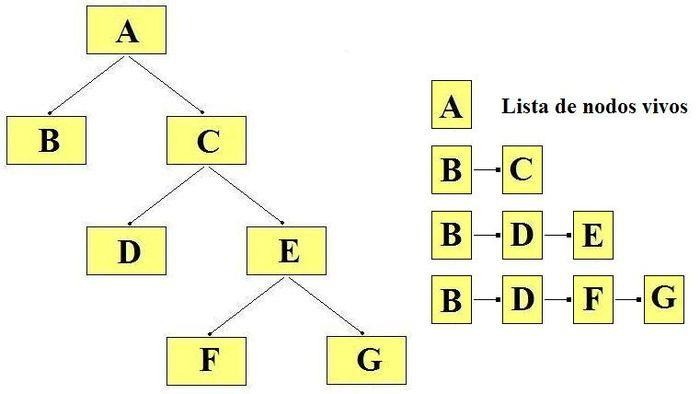 A
B C
D E
F G
A Lista de nodos vivos
B C
B D E
B D F G